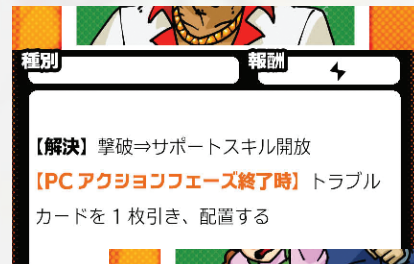 種別
報酬
【解決】撃破⇒サポートスキル開放
【PC アクションフェーズ終了時】トラブル
カードを 1 枚引き、配置する